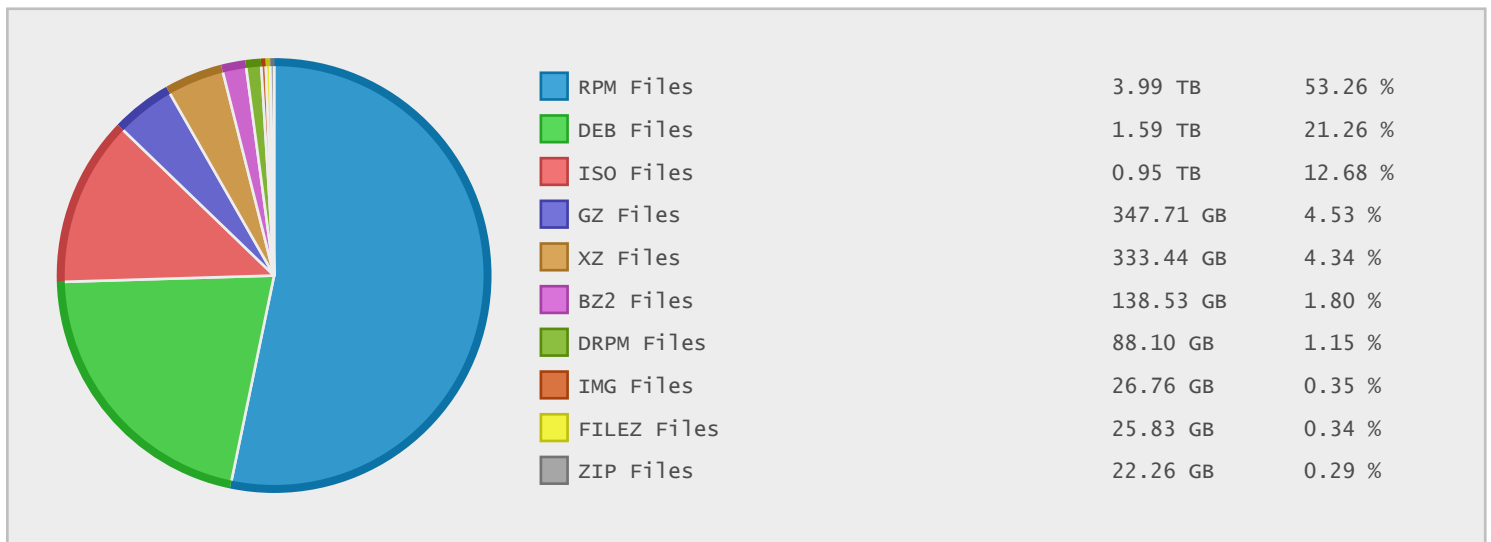 RPM Files 3.99 TB 53.26 %
DEB Files 1.59 TB 21.26 %
ISO Files 0.95 TB 12.68 %
GZ Files 347.71 GB 4.53 %
XZ Files 333.44 GB 4.34 %
BZ2 Files 138.53 GB 1.80 %
DRPM Files 88.10 GB 1.15 %
IMG Files 26.76 GB 0.35 %
FILEZ Files 25.83 GB 0.34 %
ZIP Files 22.26 GB 0.29 %